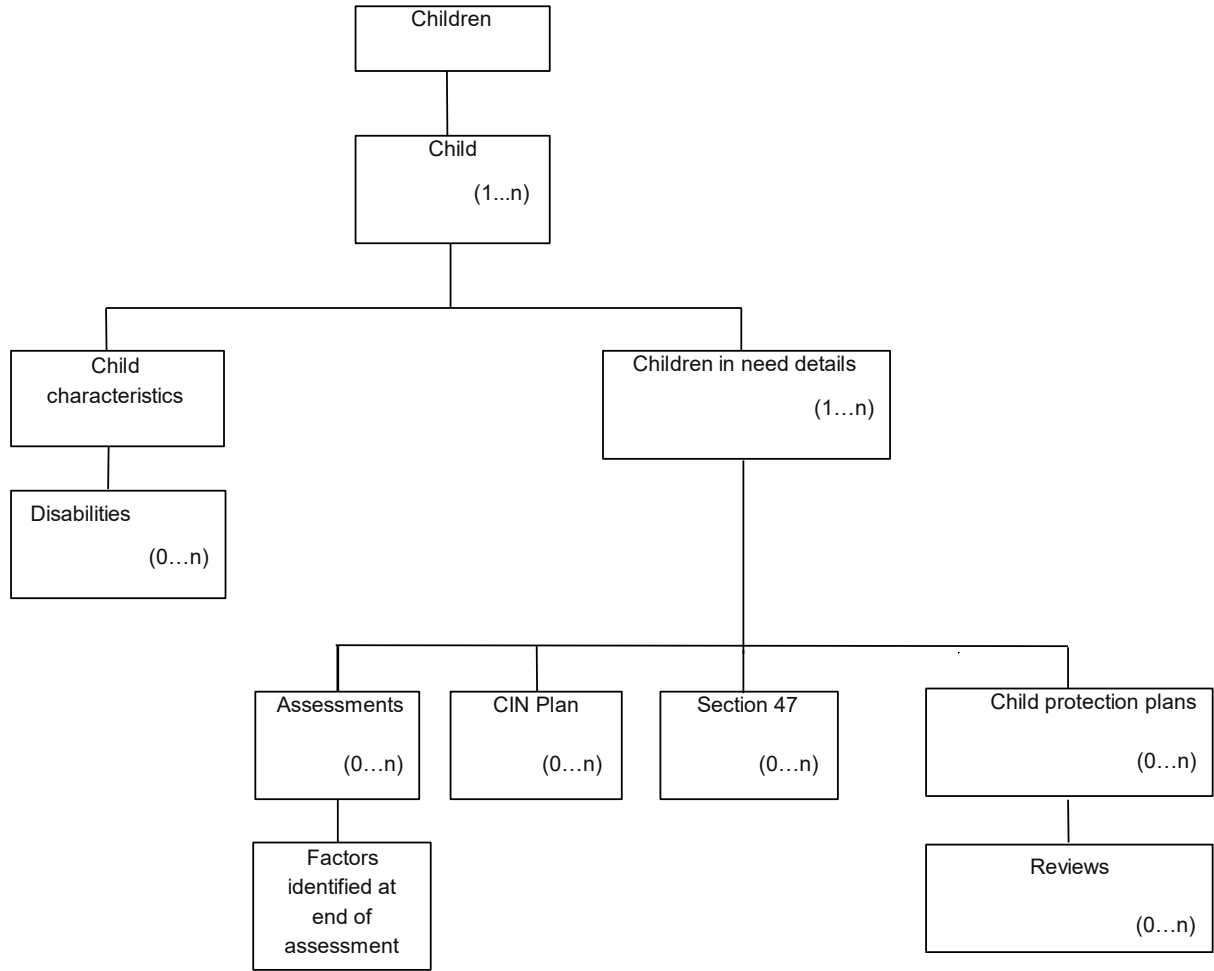 Children
Child
(1...n)
Child
characteristics
Children in need details
(1…n)
Disabilities
(0…n)
Assessments
(0…n)
CIN Plan
(0…n)
Section 47
(0…n)
Child protection plans
(0…n)
Factors
identified at
end of
assessment
Reviews
(0…n)